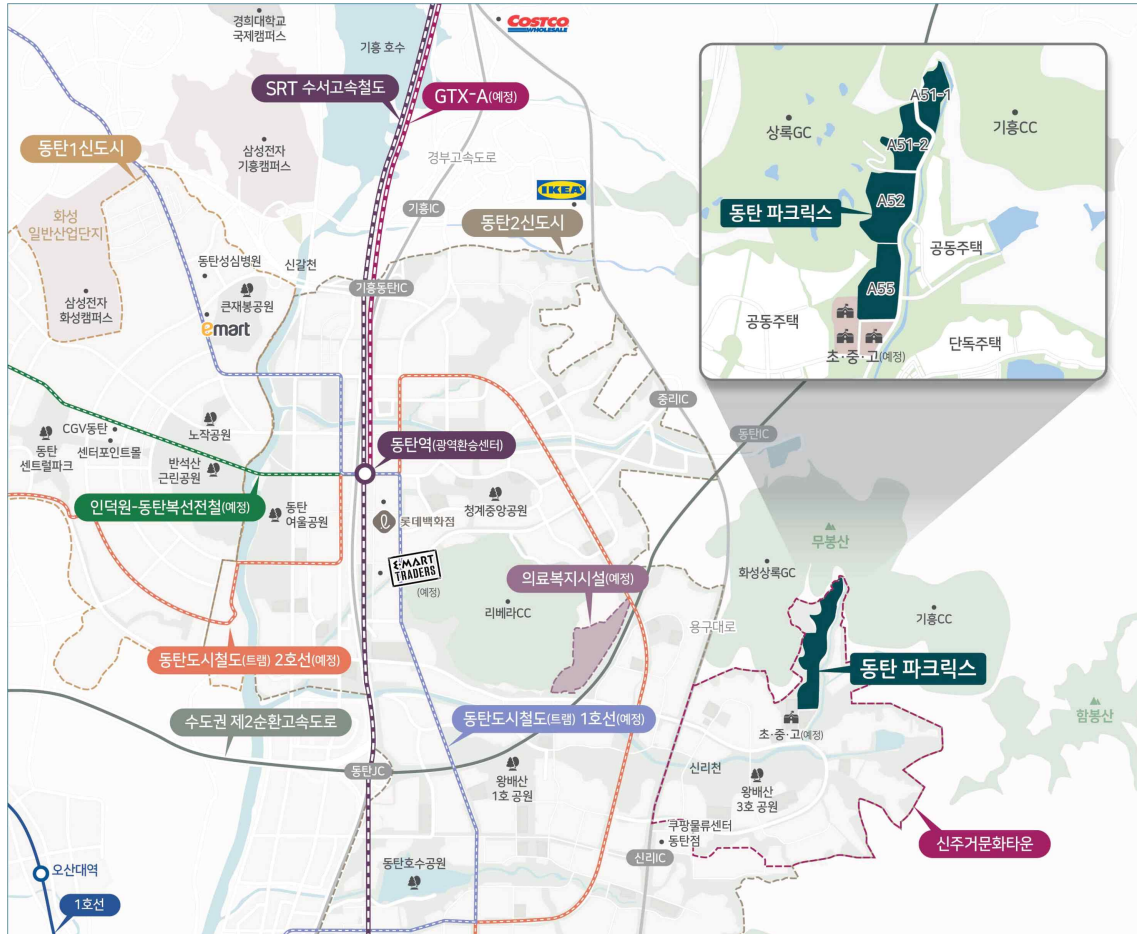 경희대학교
국제캠퍼스
기흥 호수
COSTCO
WHOLESALE
SRT 수서고속철도
GTX-A(예정)
동탄1신도시
삼성전자
기흥캠퍼스
경부고속도로
기흥IC
IKEA
동탄2신도시
화성
일반산업단지
동탄성심병원
신갈천
기흥동탄IC
삼성전자
화성캠퍼스
큰재봉공원
emart
상록GC
A51-1
A51-2
기흥CC
A52
동탄 파크릭스
공동주택
A55
공동주택
단독주택
초·중·고(예정)
중리IC
동탄IC
CGV동탄
센터포인트몰
노작공원
동탄
센트럴파크
반석산
근린공원
동탄역(광역환승센터)
인덕원-동탄복선전철(예정)
동탄
여울공원
롯데백화점
청계중앙공원
E·MART
TRADERS
(예정)
리베라CC
의료복지시설(예정)
무봉산
화성상록GC
기흥CC
용구대로
동탄 파크릭스
동탄도시철도(트램) 2호선(예정)
수도권 제2순환고속도로
동탄도시철도(트램) 1호선(예정)
초·중·고(예정)
함봉산
동탄JC
왕배산
1호 공원
신리천
왕배산
3호 공원
쿠팡물류센터
동탄점
신리IC
신주거문화타운
동탄호수공원
오산대역
1호선